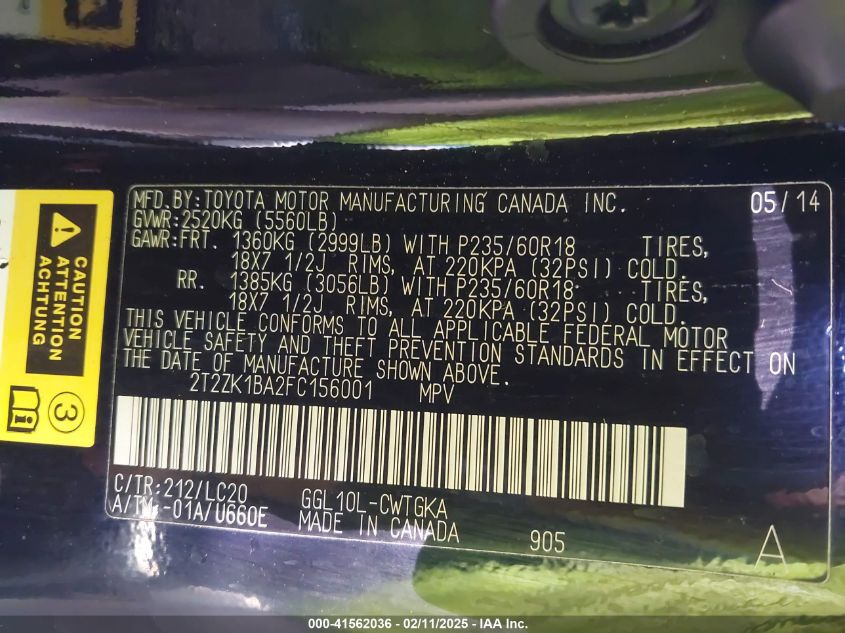 CAUTION
ATTENTION
ACHTUNG
3
MFD.BY:TOYOTA MOTOR MANUFACTURING CANADA INC. 05/14
GVWR:2520KG (5560LB)
GAWR:FRT. 1360KG (2999LB) WITH P235/60R18 TIRES,
18X7 1/2J RIMS, AT 220KPA (32PSI) COLD.
RR. 1385KG (3056LB) WITH P235/60R18 TIRES,
18X7 1/2J RIMS, AT 220KPA (32PSI) COLD.
THIS VEHICLE CONFORMS TO ALL APPLICABLE FEDERAL MOTOR
VEHICLE SAFETY AND THEFT PREVENTION STANDARDS IN EFFECT ON
THE DATE OF MANUFACTURE SHOWN ABOVE.
2T2ZK1BA2FC156001 MPV
C/TR:212/LC20 GGL10L-CWTGKA
A/TM:-01A/U660E MADE IN CANADA 905 A
000-41562036 - 02/11/2025 - IAA Inc.